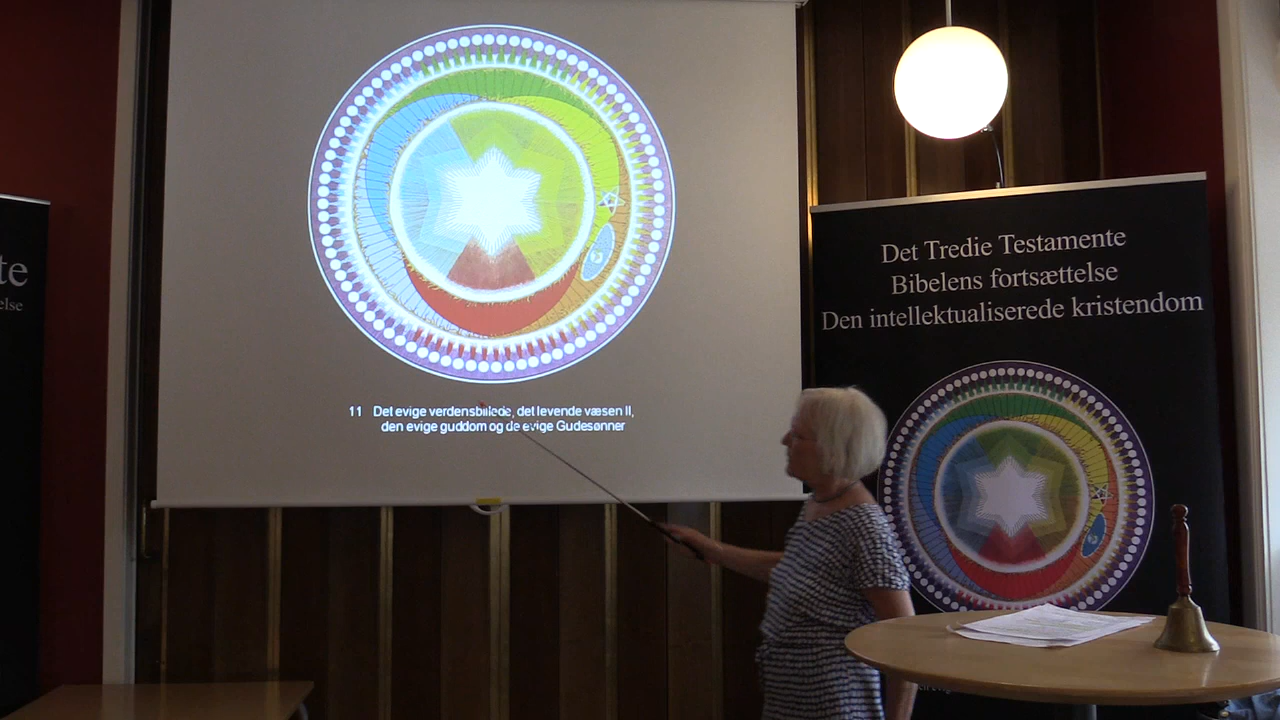 te
else
11 Det evige verdensbillede, det levende væsen II,
den evige guddom og de evige Gudesønner
Det Tredie Testamente
Bibelens fortsættelse
Den intellektualiserede kristendom